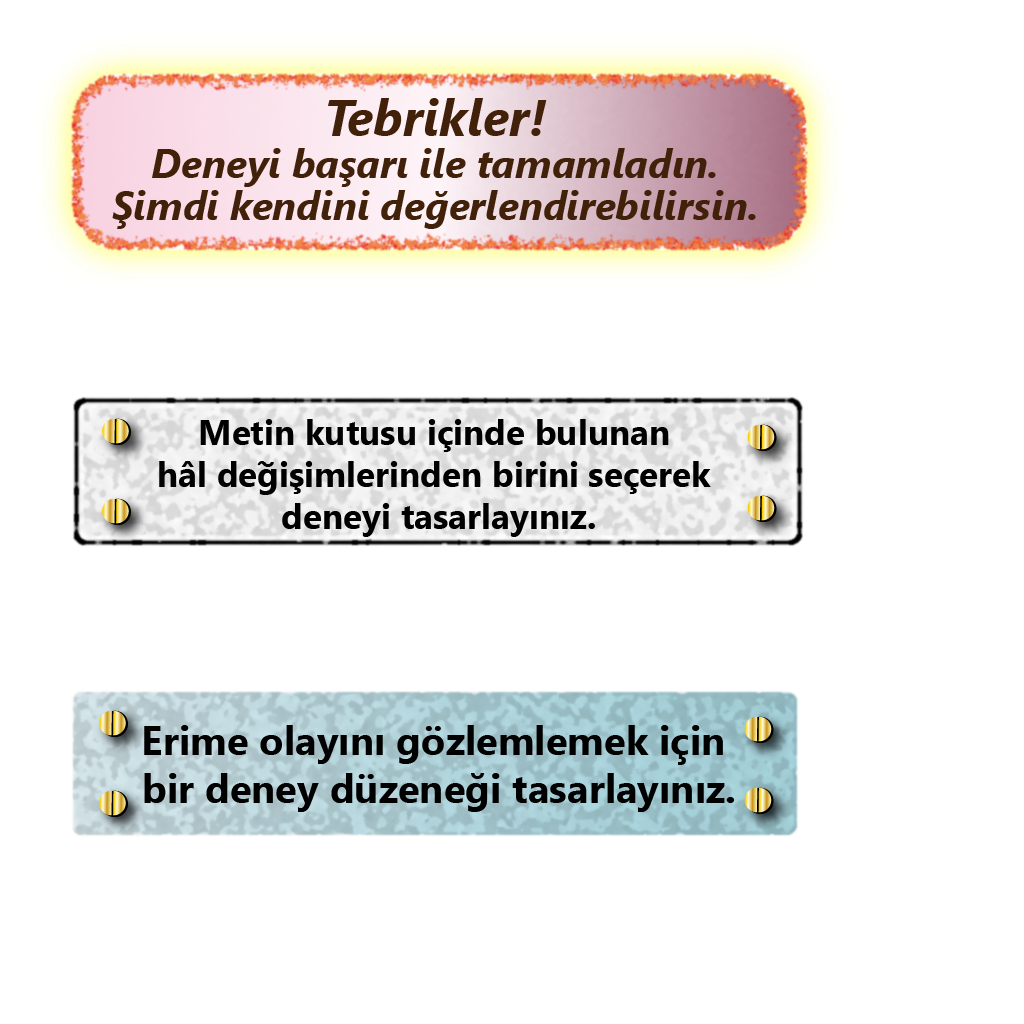 Tebrikler!
Deneyi başarı ile tamamladın.
Şimdi kendini değerlendirebilirsin.
Metin kutusu içinde bulunan
hâl değişimlerinden birini seçerek
deneyi tasarlayınız.
Erime olayını gözlemlemek için
bir deney düzeneği tasarlayınız.